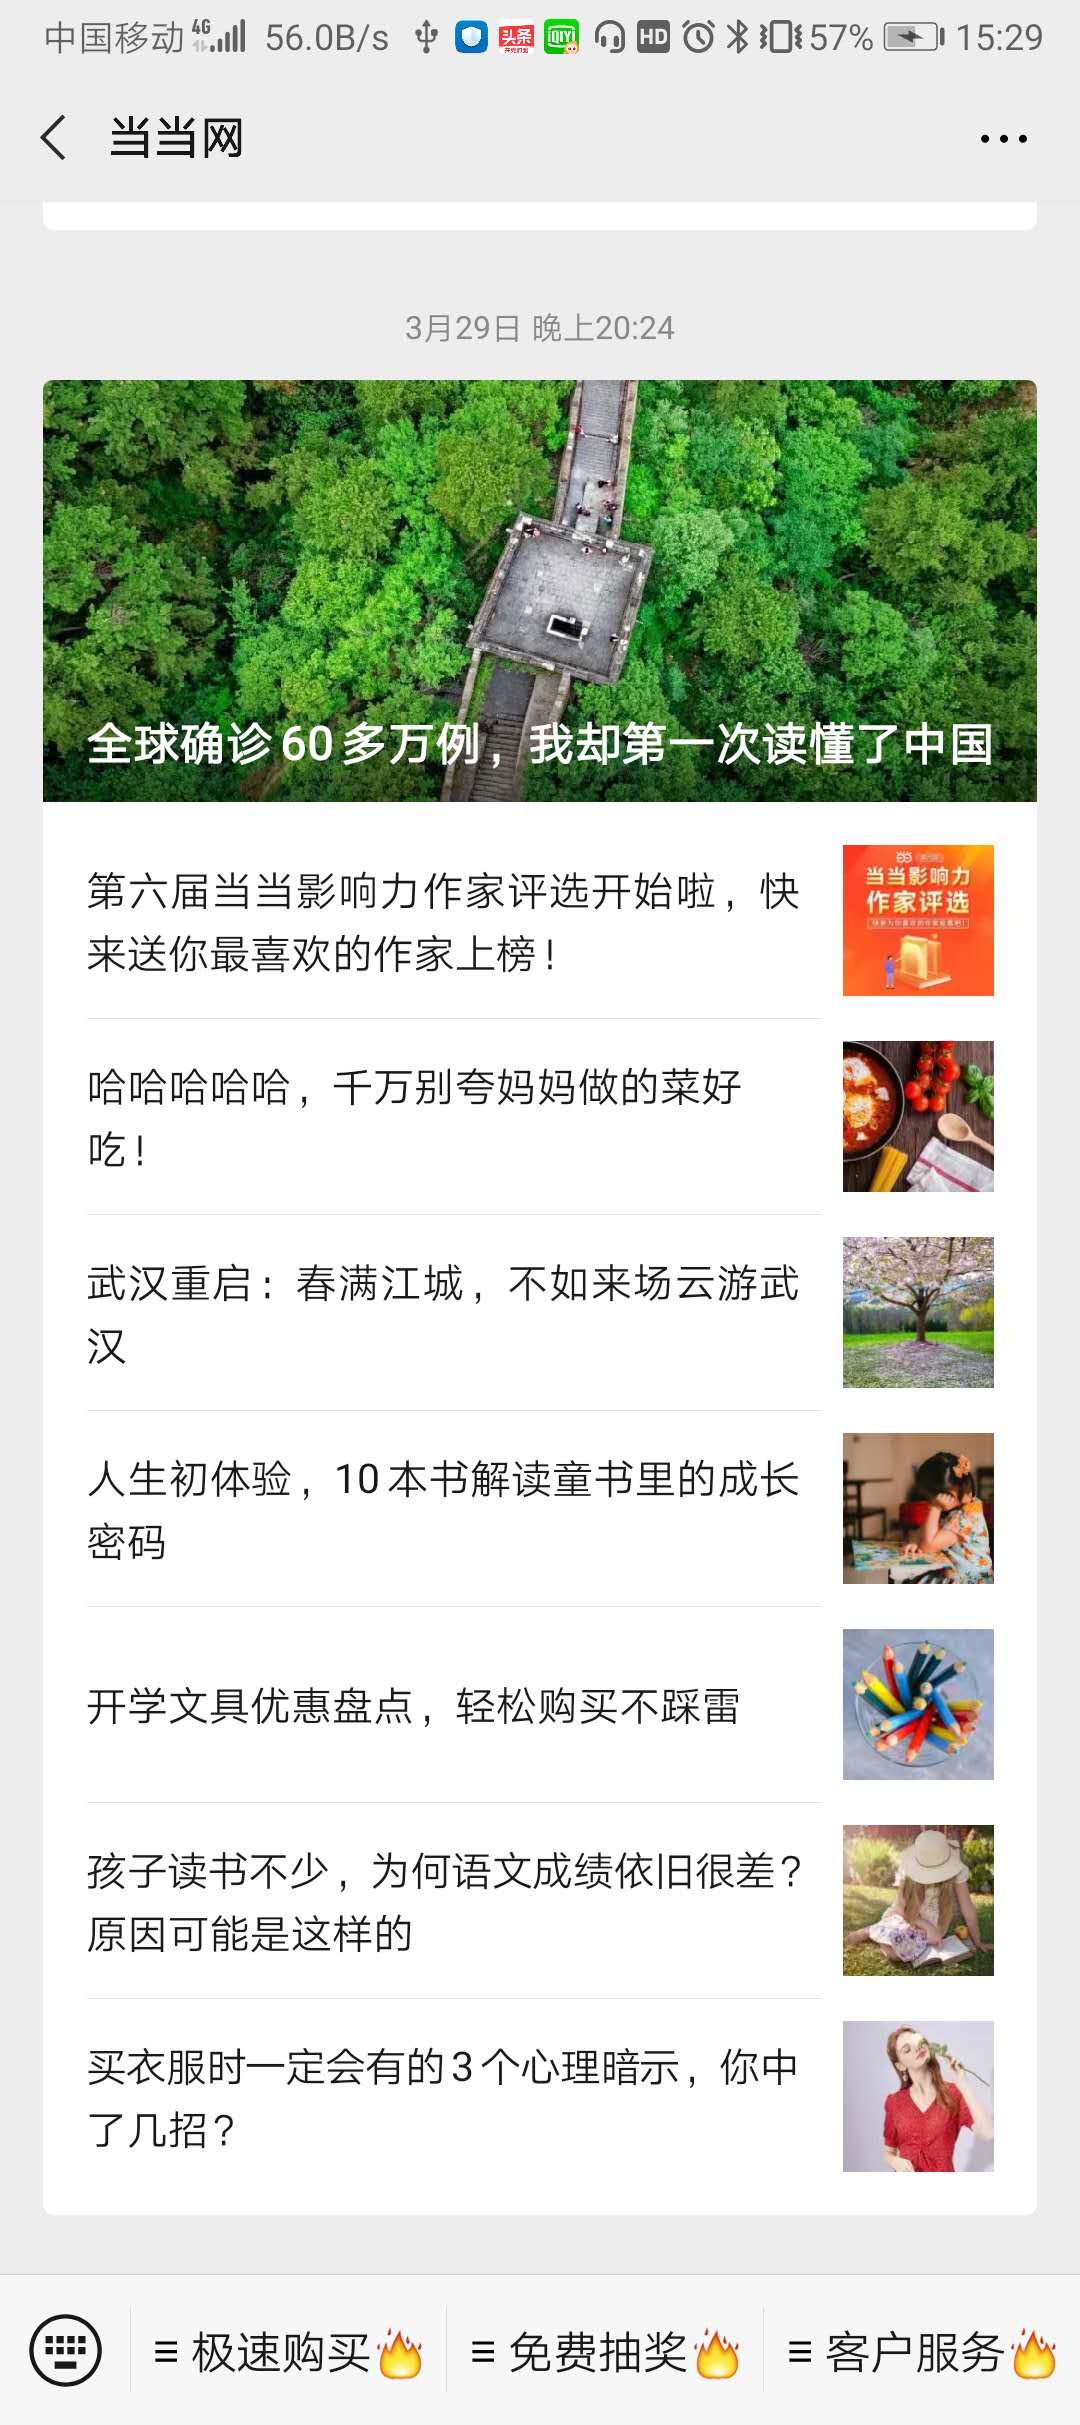 中国移动 4G 56.0B/s 头条 iQIYI HD 57% 15:29
当当网
3月29日 晚上20:24
全球确诊60多万例，我却第一次读懂了中国
第六届当当影响力作家评选开始啦，快
来送你最喜欢的作家上榜！
当当影响力
作家评选
哈哈哈哈哈，千万别夸妈妈做的菜好
吃！
武汉重启：春满江城，不如来场云游武
汉
人生初体验，10本书解读童书里的成长
密码
开学文具优惠盘点，轻松购买不踩雷
孩子读书不少，为何语文成绩依旧很差？
原因可能是这样的
买衣服时一定会有的3个心理暗示，你中
了几招？
极速购买 免费抽奖 客户服务